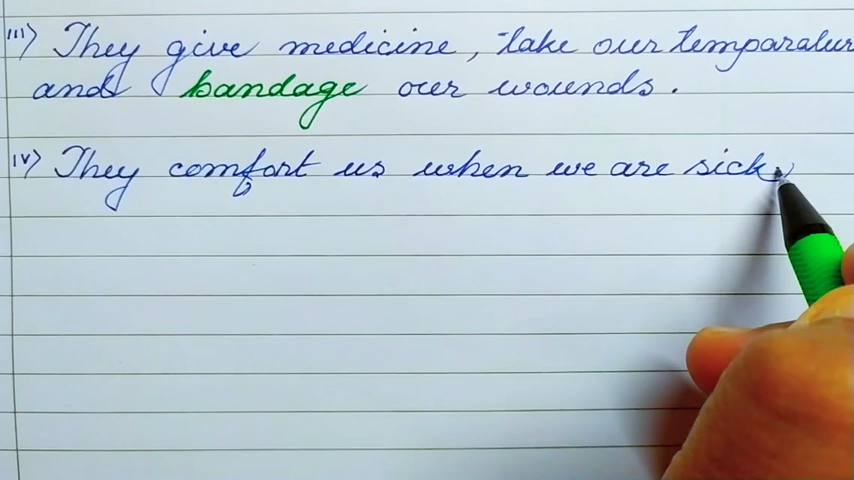 III) They give medicine, take our temparatur
and bandage our wounds.
IV) They comfort us when we are sick